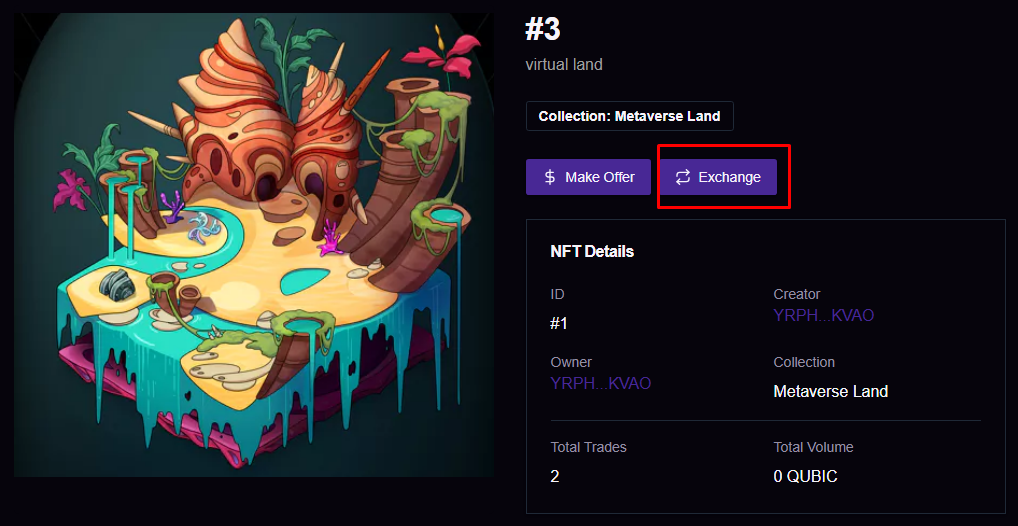 #3
virtual land
Collection: Metaverse Land
Make Offer
Exchange
NFT Details
ID
Creator
#1
YRPH...KVAO
Owner
Collection
YRPH...KVAO
Metaverse Land
Total Trades
Total Volume
2
0 QUBIC